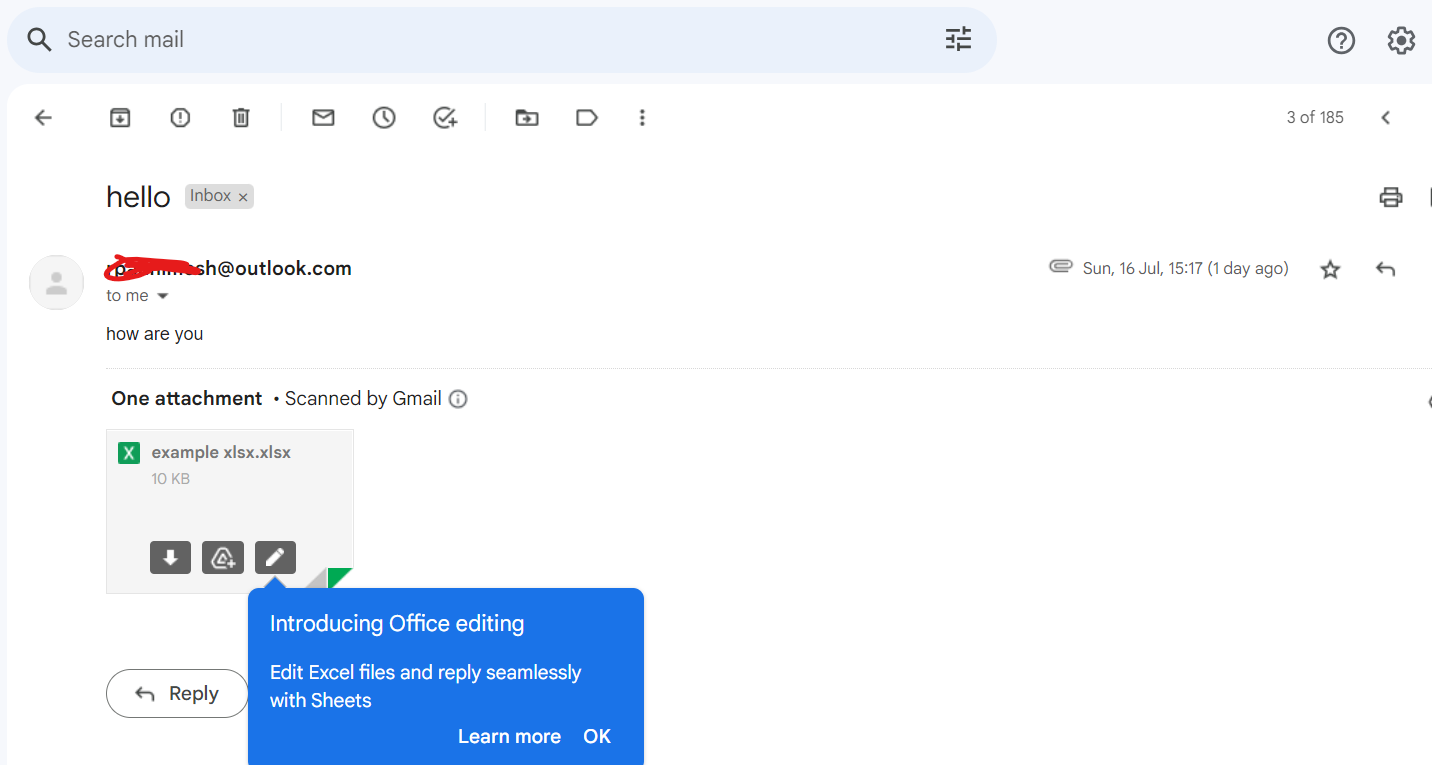 Search mail
3 of 185
hello Inbox ×
@outlook.com Sun, 16 Jul, 15:17 (1 day ago)
to me
how are you
One attachment • Scanned by Gmail
X example xlsx.xlsx
10 KB
Introducing Office editing
Edit Excel files and reply seamlessly
with Sheets
Reply
Learn more OK